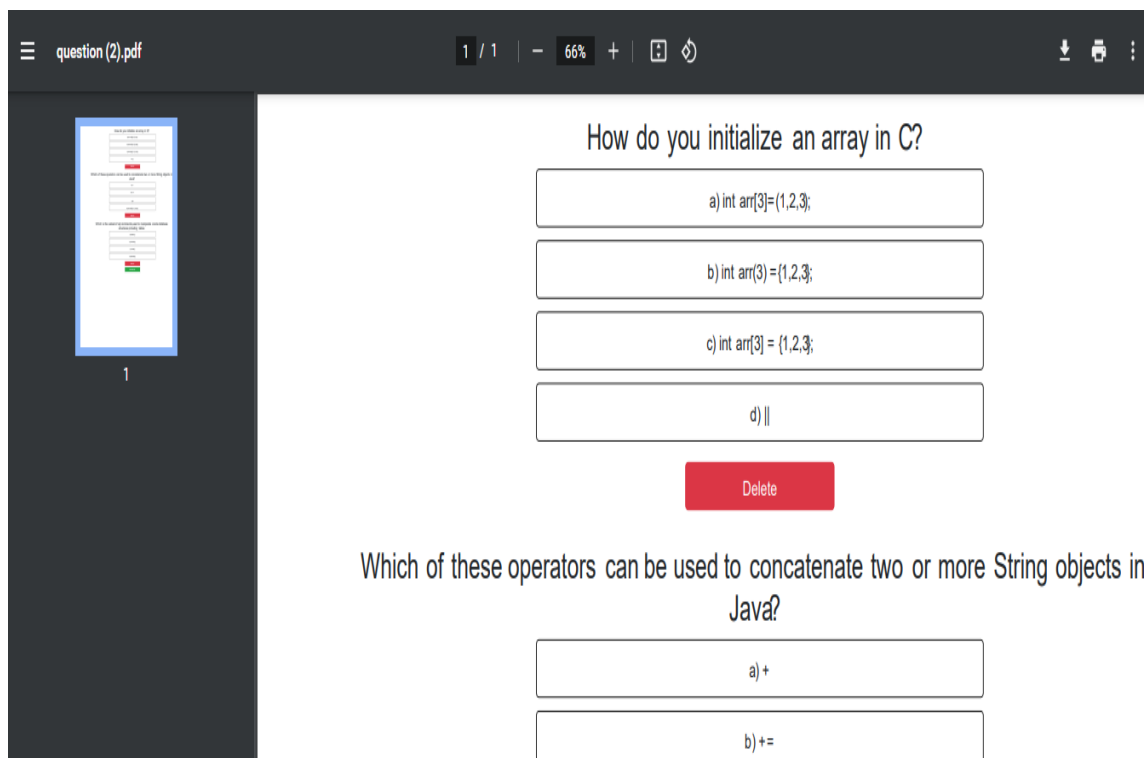 question (2).pdf
1 / 1
66%
1
How do you initialize an array in C?
a) int arr[3]=(1,2,3);
b) int arr(3) ={1,2,3};
c) int arr[3] = {1,2,3};
d) ||
Delete
Which of these operators can be used to concatenate two or more String objects in
Java?
a) +
b) +=